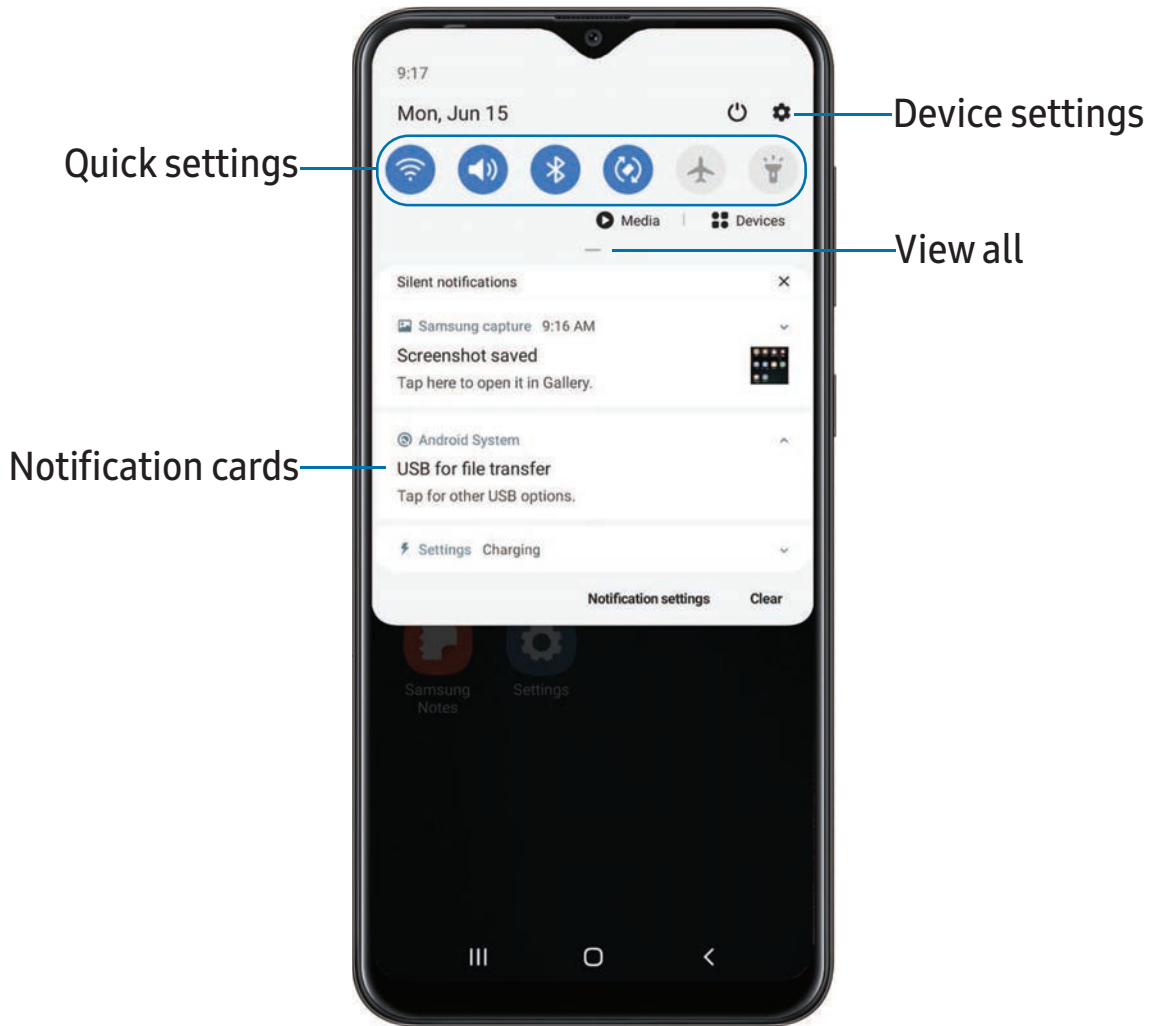 9:17
Mon, Jun 15
Device settings
Quick settings
Media
Devices
View all
Silent notifications
Samsung capture 9:16 AM
Screenshot saved
Tap here to open it in Gallery.
Android System
Notification cards
USB for file transfer
Tap for other USB options.
Settings Charging
Notification settings Clear
Samsung
Notes
Settings